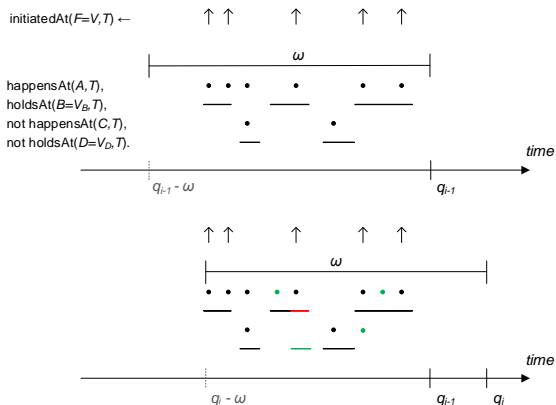 initiatedAt(F=V,T) ←
ω
happensAt(A,T),
holdsAt(B=V_B,T),
not happensAt(C,T),
not holdsAt(D=V_D,T).
time
q_{i-1} - ω
q_{i-1}
ω
time
q_i - ω
q_{i-1}
q_i